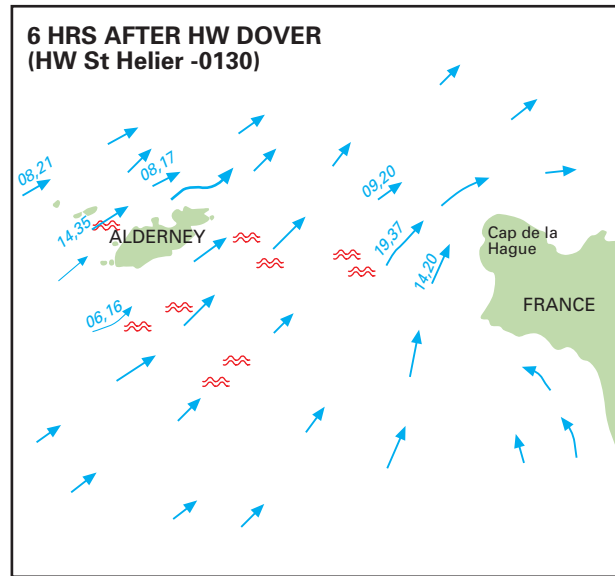 6 HRS AFTER HW DOVER
(HW St Helier -0130)
08,21
08,17
09,20
14,35
ALDERNEY
19,37
14,20
Cap de la
Hague
06,16
FRANCE